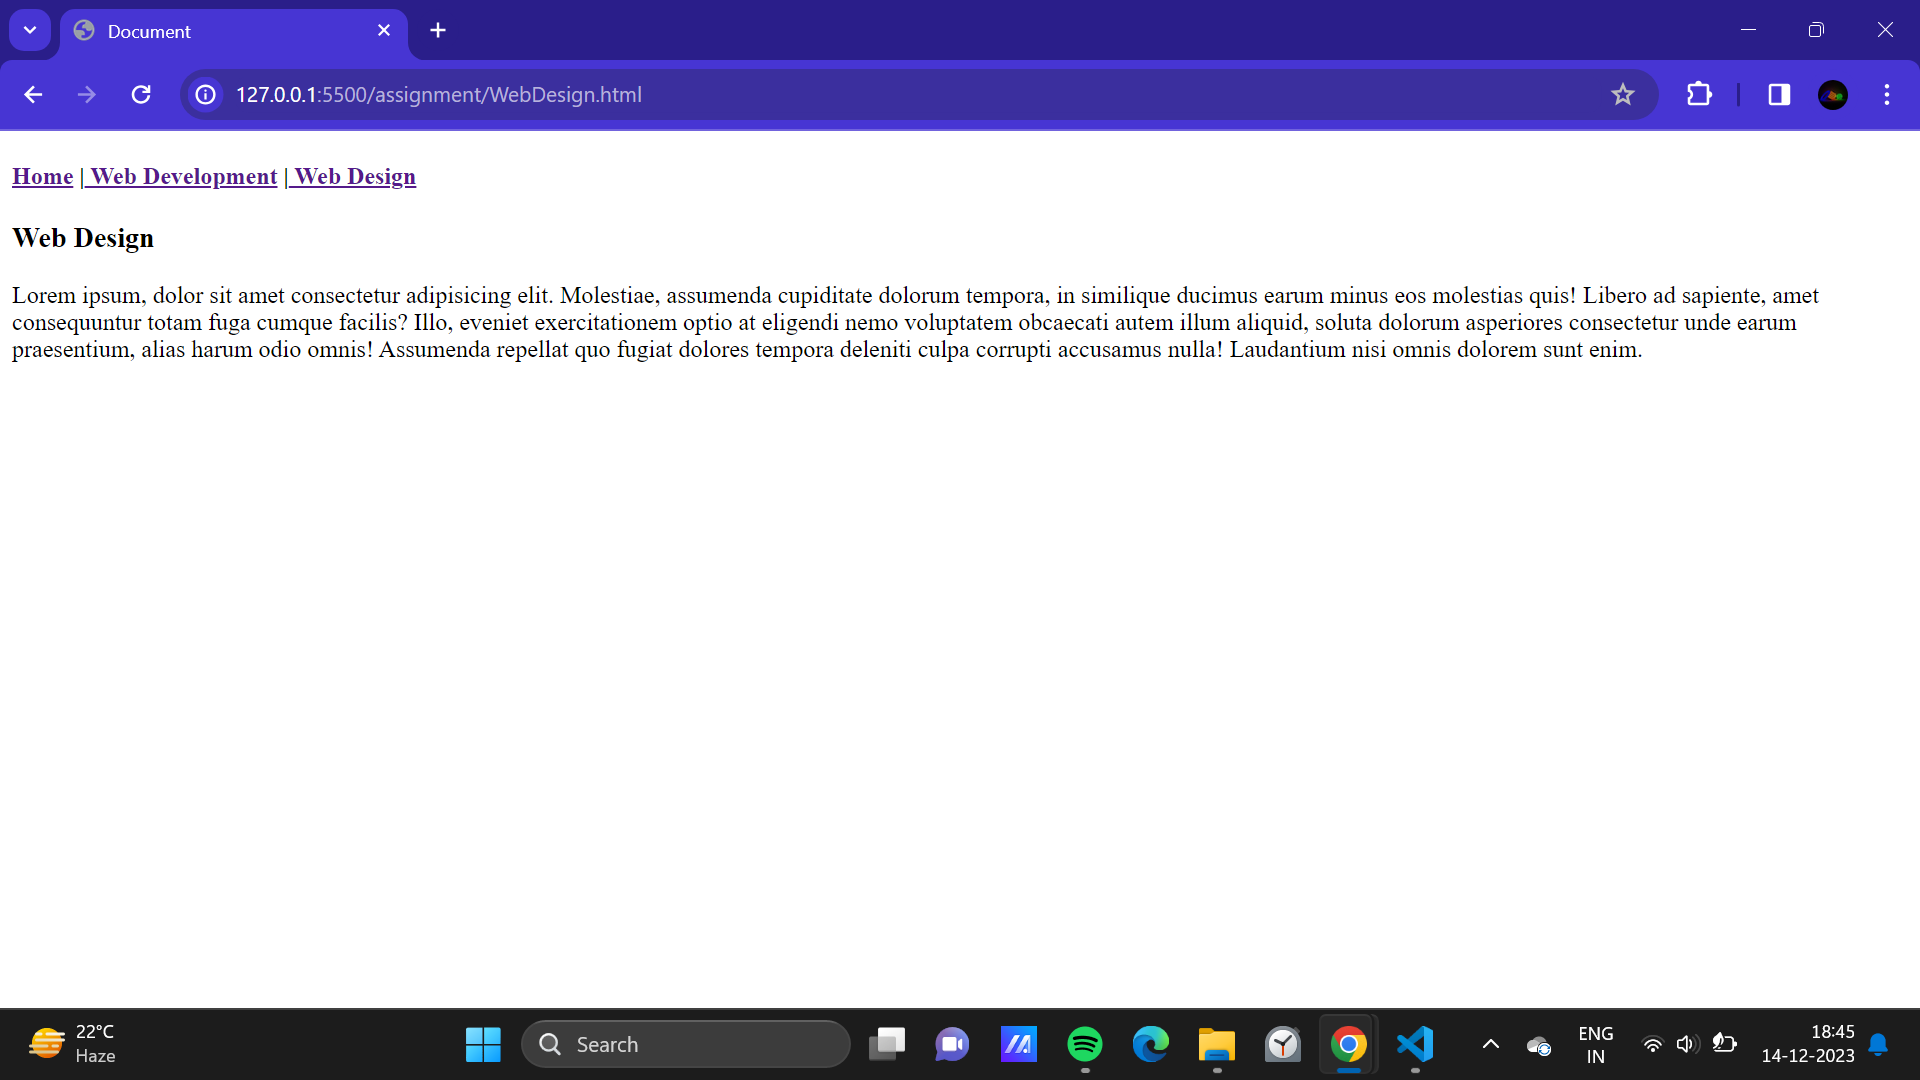 Document
127.0.0.1:5500/assignment/WebDesign.html
Home | Web Development | Web Design
Web Design
Lorem ipsum, dolor sit amet consectetur adipisicing elit. Molestiae, assumenda cupiditate dolorum tempora, in similique ducimus earum minus eos molestias quis! Libero ad sapiente, amet
consequuntur totam fuga cumque facilis? Illo, eveniet exercitationem optio at eligendi nemo voluptatem obcaecati autem illum aliquid, soluta dolorum asperiores consectetur unde earum
praesentium, alias harum odio omnis! Assumenda repellat quo fugiat dolores tempora deleniti culpa corrupti accusamus nulla! Laudantium nisi omnis dolorem sunt enim.
22°C
Haze
Search
ENG
IN
18:45
14-12-2023